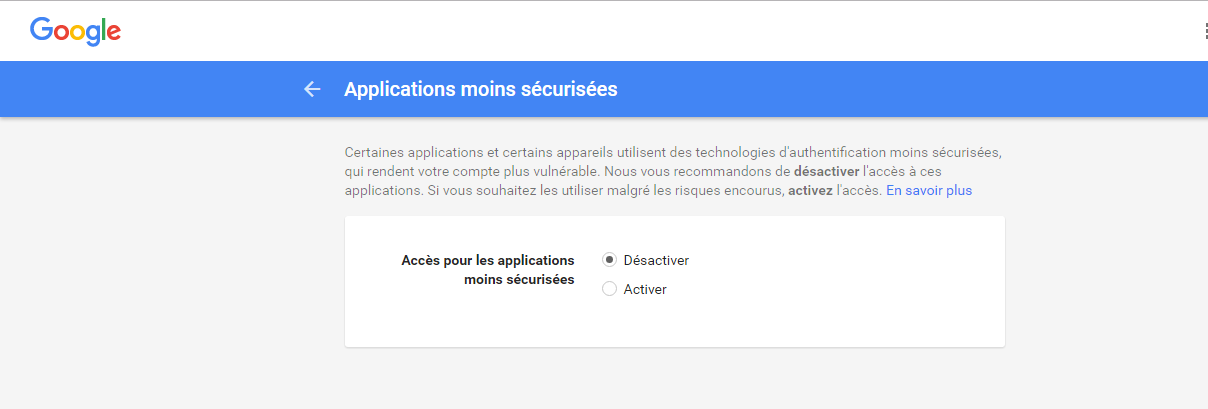 Google
Applications moins sécurisées
Certaines applications et certains appareils utilisent des technologies d'authentification moins sécurisées,
qui rendent votre compte plus vulnérable. Nous vous recommandons de désactiver l'accès à ces
applications. Si vous souhaitez les utiliser malgré les risques encourus, activez l'accès. En savoir plus
Accès pour les applications
moins sécurisées
Désactiver
Activer